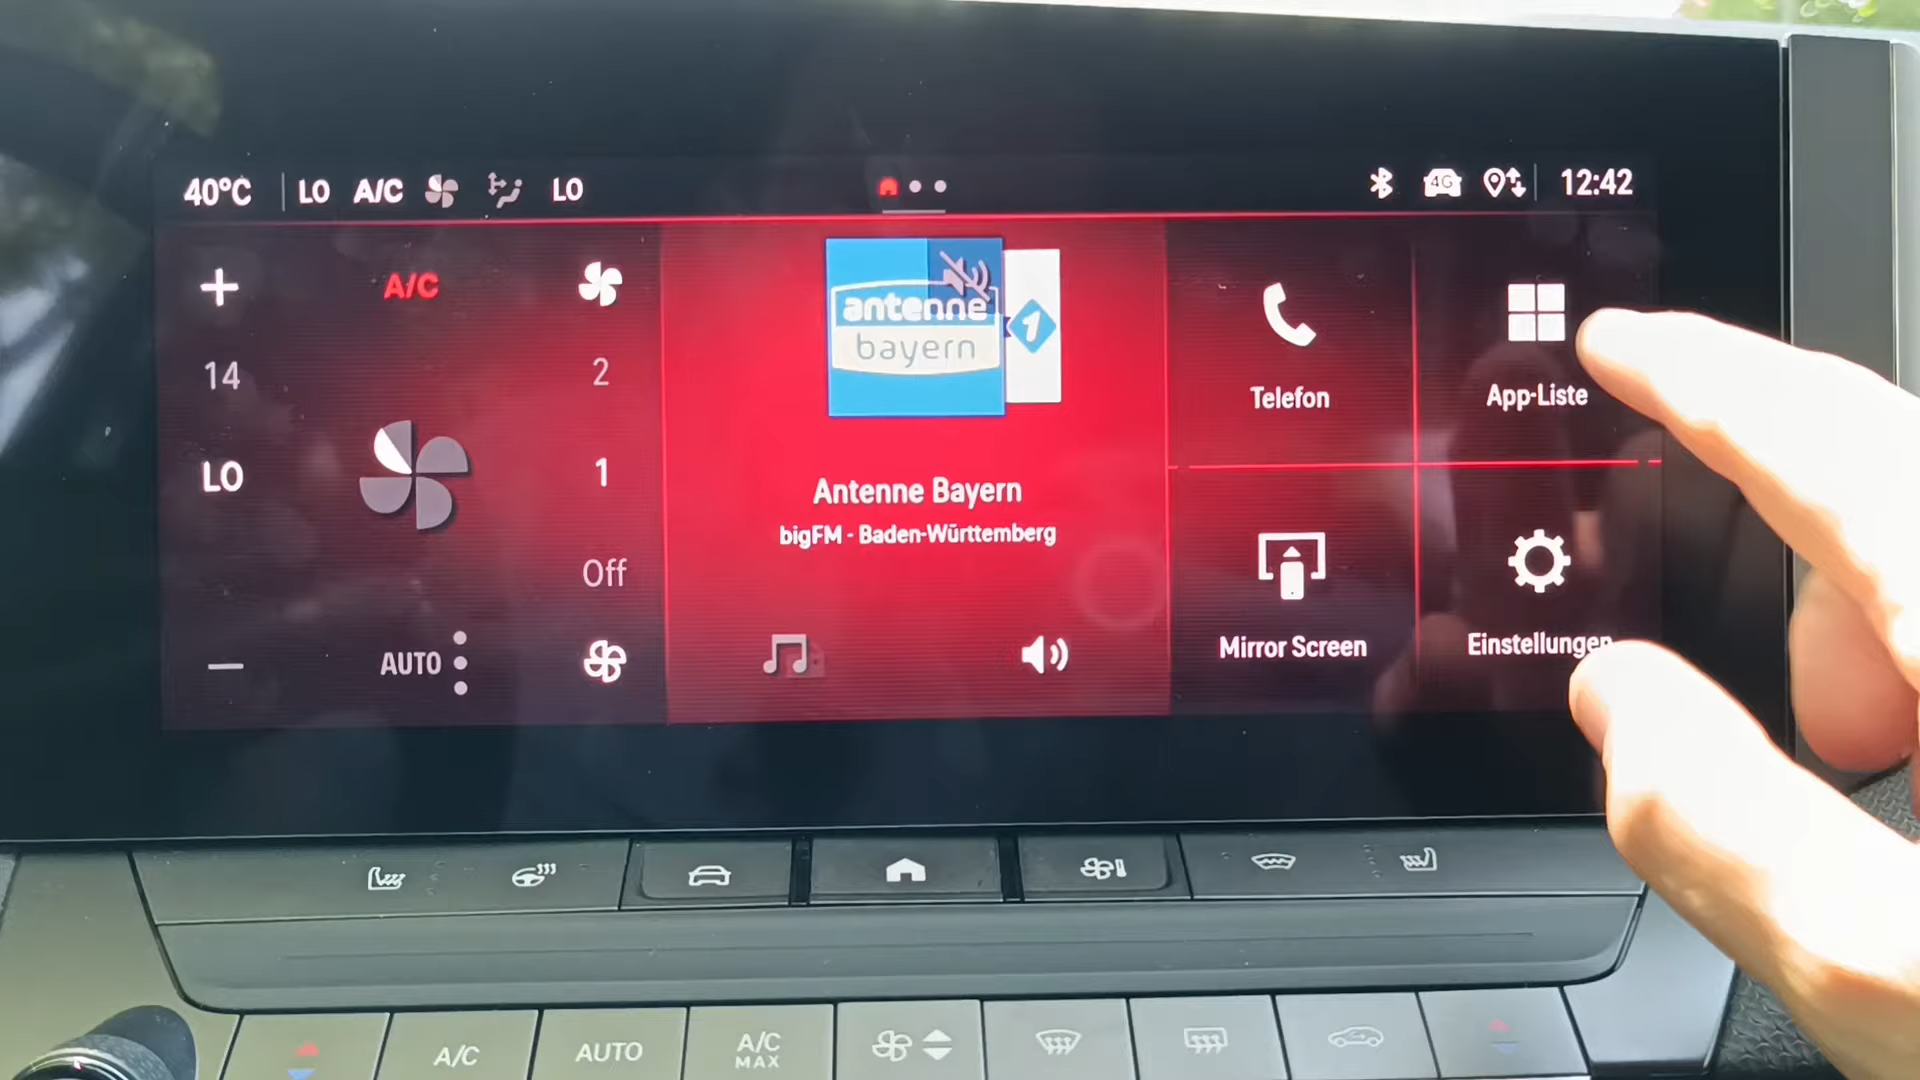 40°C LO A/C LO
4G 12:42
+ A/C
14 2
LO 1
Off
— AUTO
antenne
bayern
1
Antenne Bayern
bigFM - Baden-Württemberg
Telefon
App-Liste
Mirror Screen
Einstellungen
A/C AUTO A/C
MAX